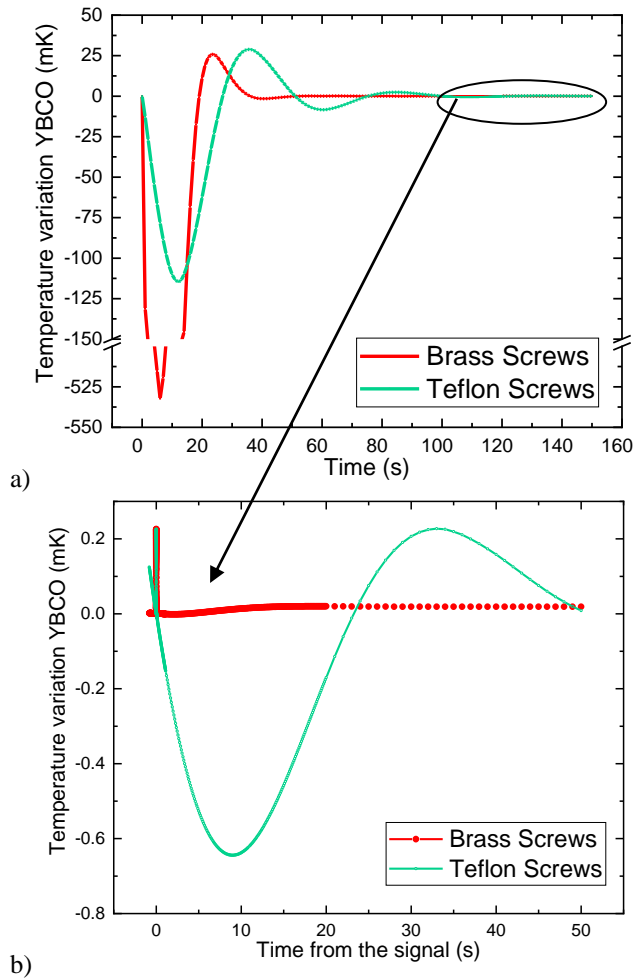 Temperature variation YBCO (mK)
50
25
0
-25
-50
-75
-100
-125
-150
-525
-550
Brass Screws
Teflon Screws
0 20 40 60 80 100 120 140 160
Time (s)
a)
Temperature variation YBCO (mK)
0.2
0.0
-0.2
-0.4
-0.6
-0.8
Brass Screws
Teflon Screws
0 10 20 30 40 50
Time from the signal (s)
b)